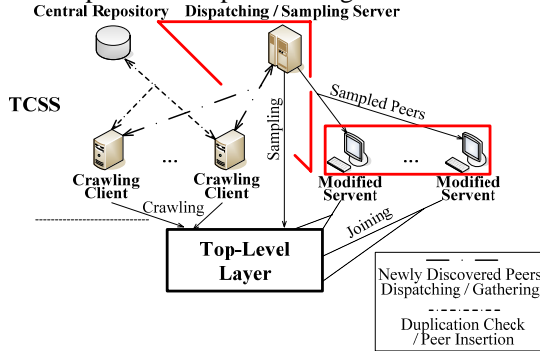 Central Repository Dispatching / Sampling Server
TCSS
Sampled Peers
Sampling
...
...
Crawling Client
Crawling Client
Modified Servent
Modified Servent
Crawling
Joining
Top-Level
Layer
Newly Discovered Peers
Dispatching / Gathering
Duplication Check
/ Peer Insertion